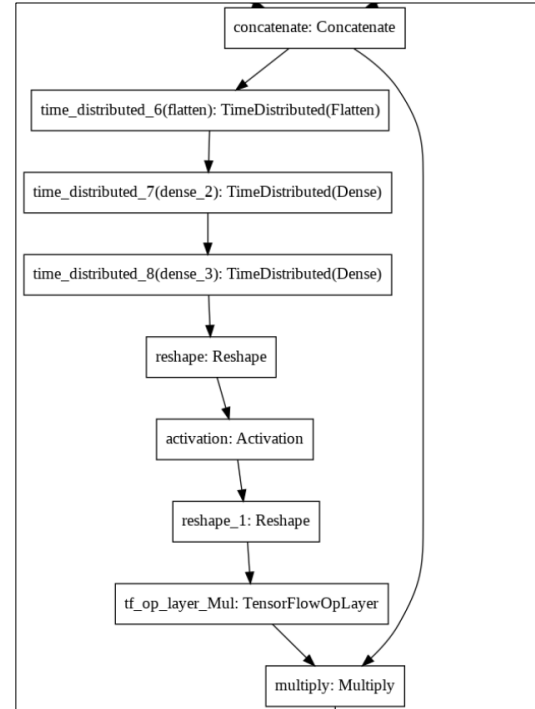 concatenate: Concatenate
time_distributed_6(flatten): TimeDistributed(Flatten)
time_distributed_7(dense_2): TimeDistributed(Dense)
time_distributed_8(dense_3): TimeDistributed(Dense)
reshape: Reshape
activation: Activation
reshape_1: Reshape
tf_op_layer_Mul: TensorFlowOpLayer
multiply: Multiply